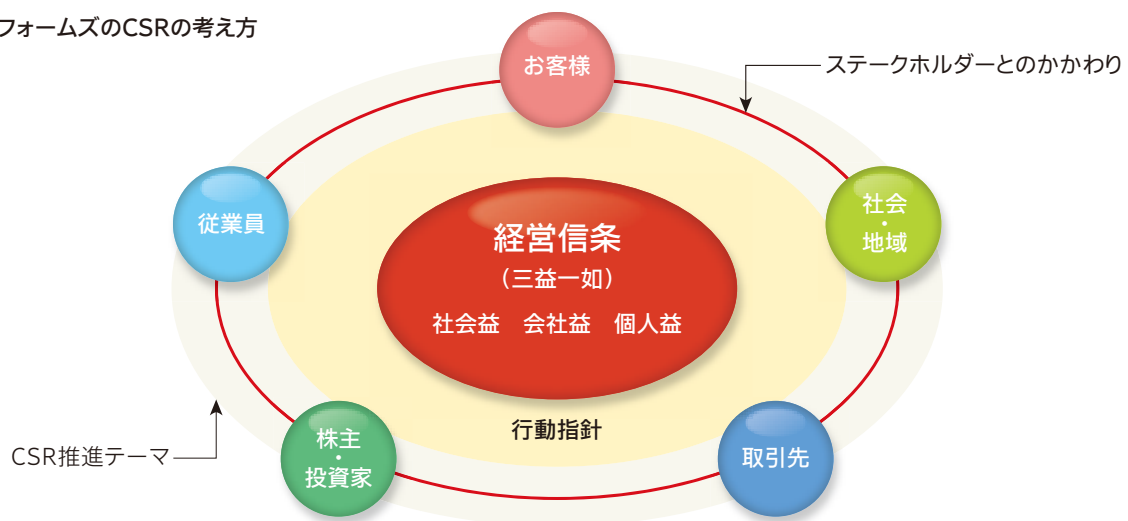 フォームズのCSRの考え方
お客様
ステークホルダーとのかかわり
従業員
社会
・
地域
経営信条
（三益一如）
社会益 会社益 個人益
行動指針
株主
・
投資家
取引先
CSR推進テーマ